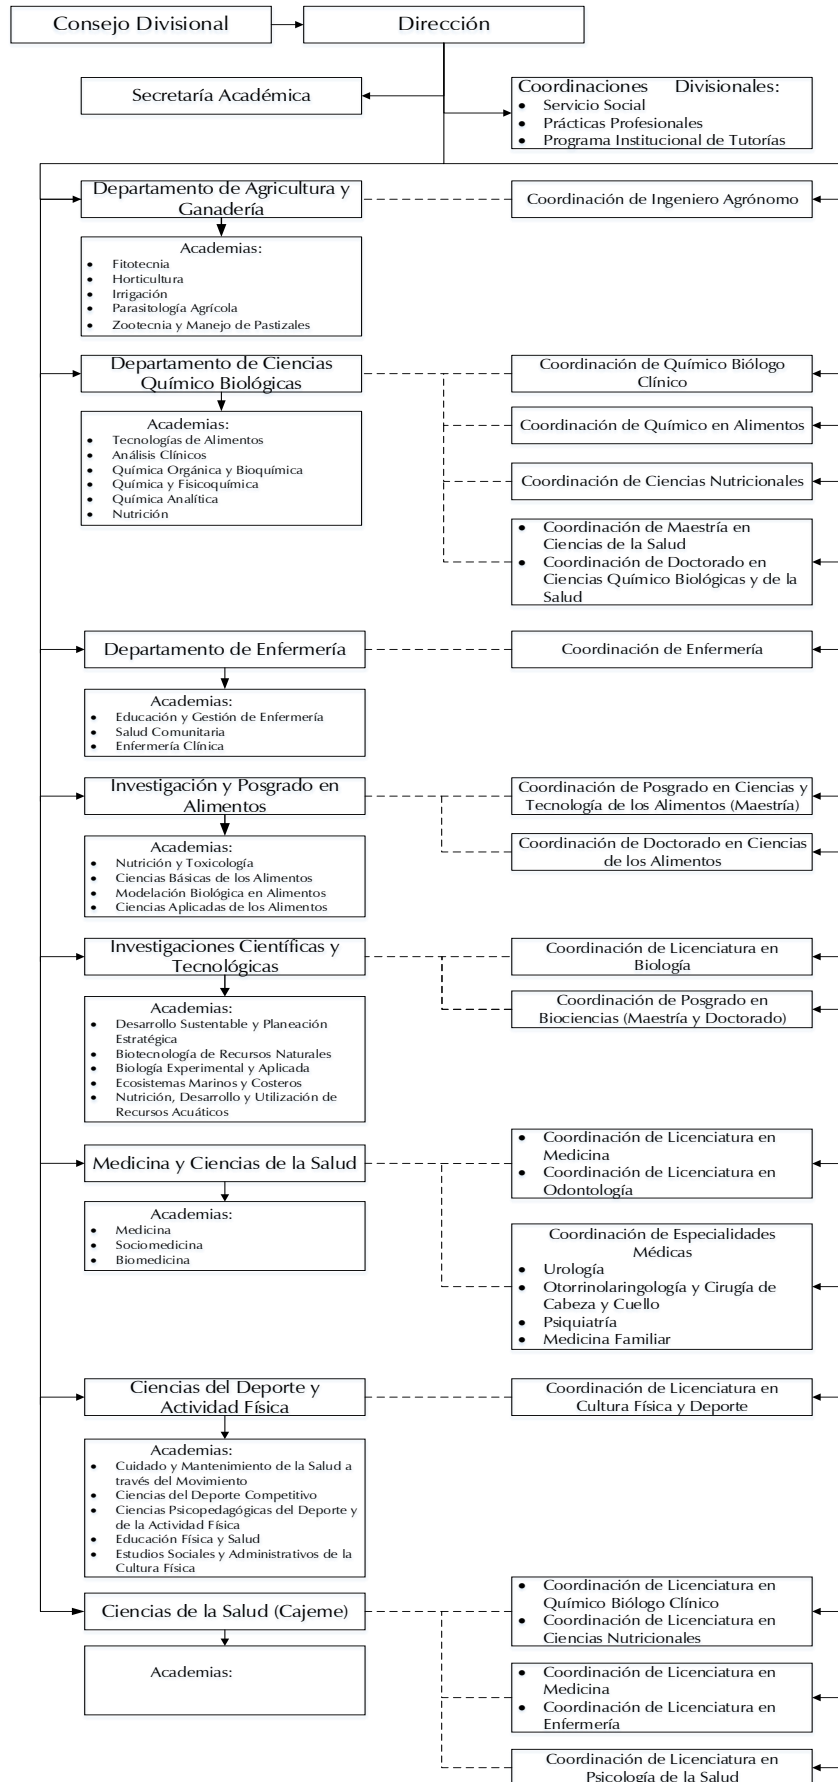 Consejo Divisional
Dirección
Secretaría Académica
Coordinaciones Divisionales:
• Servicio Social
• Prácticas Profesionales
• Programa Institucional de Tutorías
Departamento de Agricultura y
Ganadería
Coordinación de Ingeniero Agrónomo
Academias:
• Fitotecnia
• Horticultura
• Irrigación
• Parasitología Agrícola
• Zootecnia y Manejo de Pastizales
Departamento de Ciencias
Químico Biológicas
Coordinación de Químico Biólogo
Clínico
Academias:
• Tecnologías de Alimentos
• Análisis Clínicos
• Química Orgánica y Bioquímica
• Química y Fisicoquímica
• Química Analítica
• Nutrición
Coordinación de Químico en Alimentos
Coordinación de Ciencias Nutricionales
• Coordinación de Maestría en
Ciencias de la Salud
• Coordinación de Doctorado en
Ciencias Químico Biológicas y de la
Salud
Departamento de Enfermería
Coordinación de Enfermería
Academias:
• Educación y Gestión de Enfermería
• Salud Comunitaria
• Enfermería Clínica
Investigación y Posgrado en
Alimentos
Coordinación de Posgrado en Ciencias y
Tecnología de los Alimentos (Maestría)
Academias:
• Nutrición y Toxicología
• Ciencias Básicas de los Alimentos
• Modelación Biológica en Alimentos
• Ciencias Aplicadas de los Alimentos
Coordinación de Doctorado en Ciencias
de los Alimentos
Investigaciones Científicas y
Tecnológicas
Coordinación de Licenciatura en
Biología
Academias:
• Desarrollo Sustentable y Planeación
Estratégica
• Biotecnología de Recursos Naturales
• Biología Experimental y Aplicada
• Ecosistemas Marinos y Costeros
• Nutrición, Desarrollo y Utilización de
Recursos Acuáticos
Coordinación de Posgrado en
Biociencias (Maestría y Doctorado)
Medicina y Ciencias de la Salud
• Coordinación de Licenciatura en
Medicina
• Coordinación de Licenciatura en
Odontología
Academias:
• Medicina
• Sociomedicina
• Biomedicina
Coordinación de Especialidades
Médicas
• Urología
• Otorrinolaringología y Cirugía de
Cabeza y Cuello
• Psiquiatría
• Medicina Familiar
Ciencias del Deporte y
Actividad Física
Coordinación de Licenciatura en
Cultura Física y Deporte
Academias:
• Cuidado y Mantenimiento de la Salud a
través del Movimiento
• Ciencias del Deporte Competitivo
• Ciencias Psicopedagógicas del Deporte y
de la Actividad Física
• Educación Física y Salud
• Estudios Sociales y Administrativos de la
Cultura Física
Ciencias de la Salud (Cajeme)
• Coordinación de Licenciatura en
Químico Biólogo Clínico
• Coordinación de Licenciatura en
Ciencias Nutricionales
Academias:
• Coordinación de Licenciatura en
Medicina
• Coordinación de Licenciatura en
Enfermería
Coordinación de Licenciatura en
Psicología de la Salud